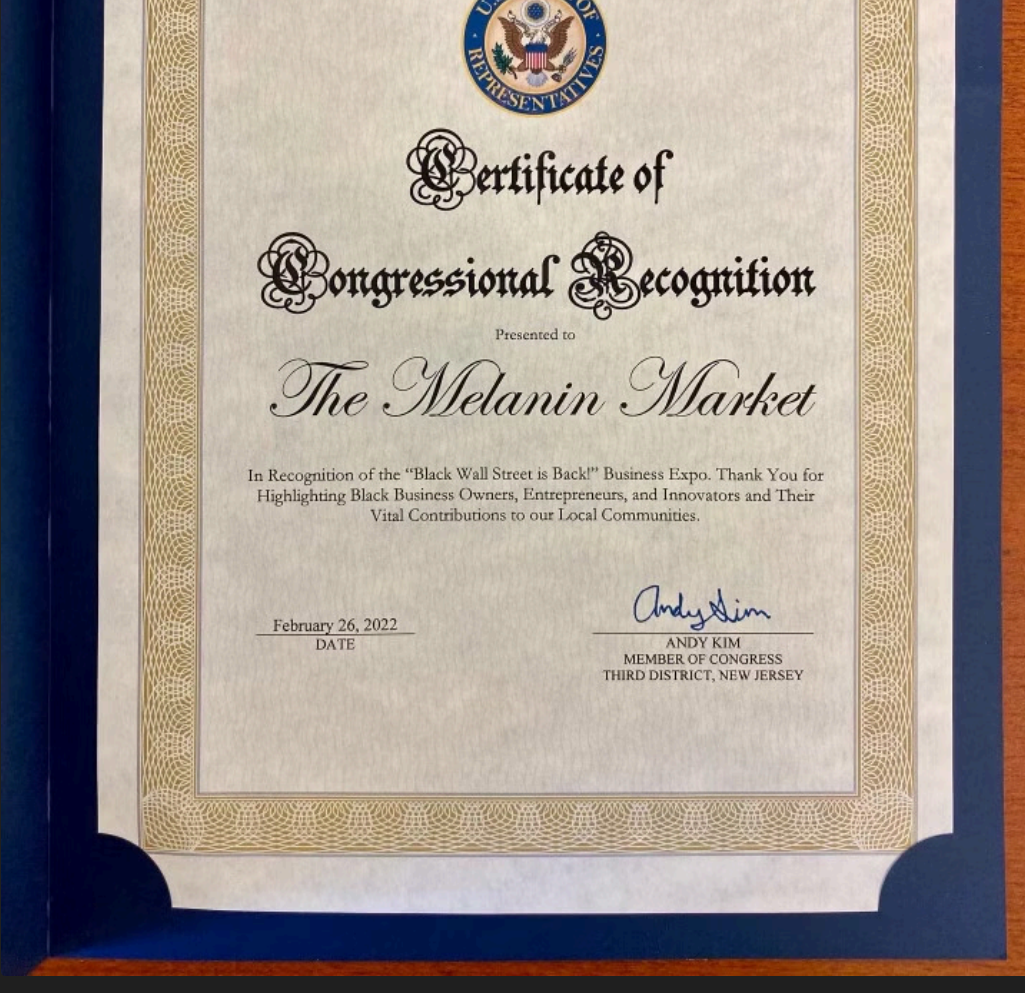 U. OF
REPRESENTATIVES
Certificate of
Congressional Recognition
Presented to
The Melanin Market
In Recognition of the “Black Wall Street is Back!” Business Expo. Thank You for
Highlighting Black Business Owners, Entrepreneurs, and Innovators and Their
Vital Contributions to our Local Communities.
Andy Kim
February 26, 2022
DATE
ANDY KIM
MEMBER OF CONGRESS
THIRD DISTRICT, NEW JERSEY